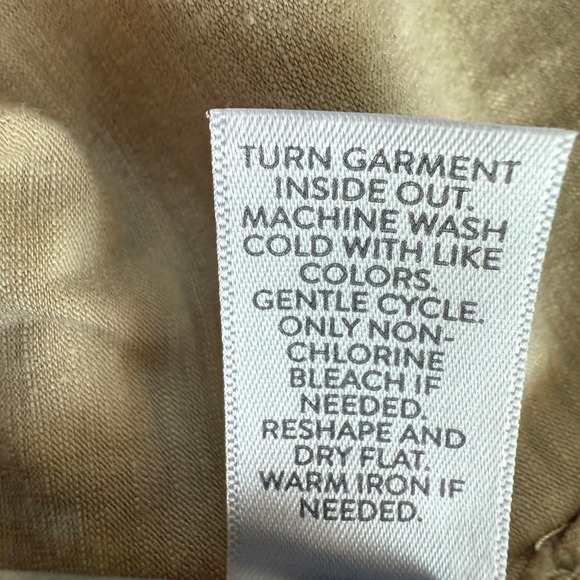 TURN GARMENT
INSIDE OUT.
MACHINE WASH
COLD WITH LIKE
COLORS.
GENTLE CYCLE.
ONLY NON-
CHLORINE
BLEACH IF
NEEDED.
RESHAPE AND
DRY FLAT.
WARM IRON IF
NEEDED.